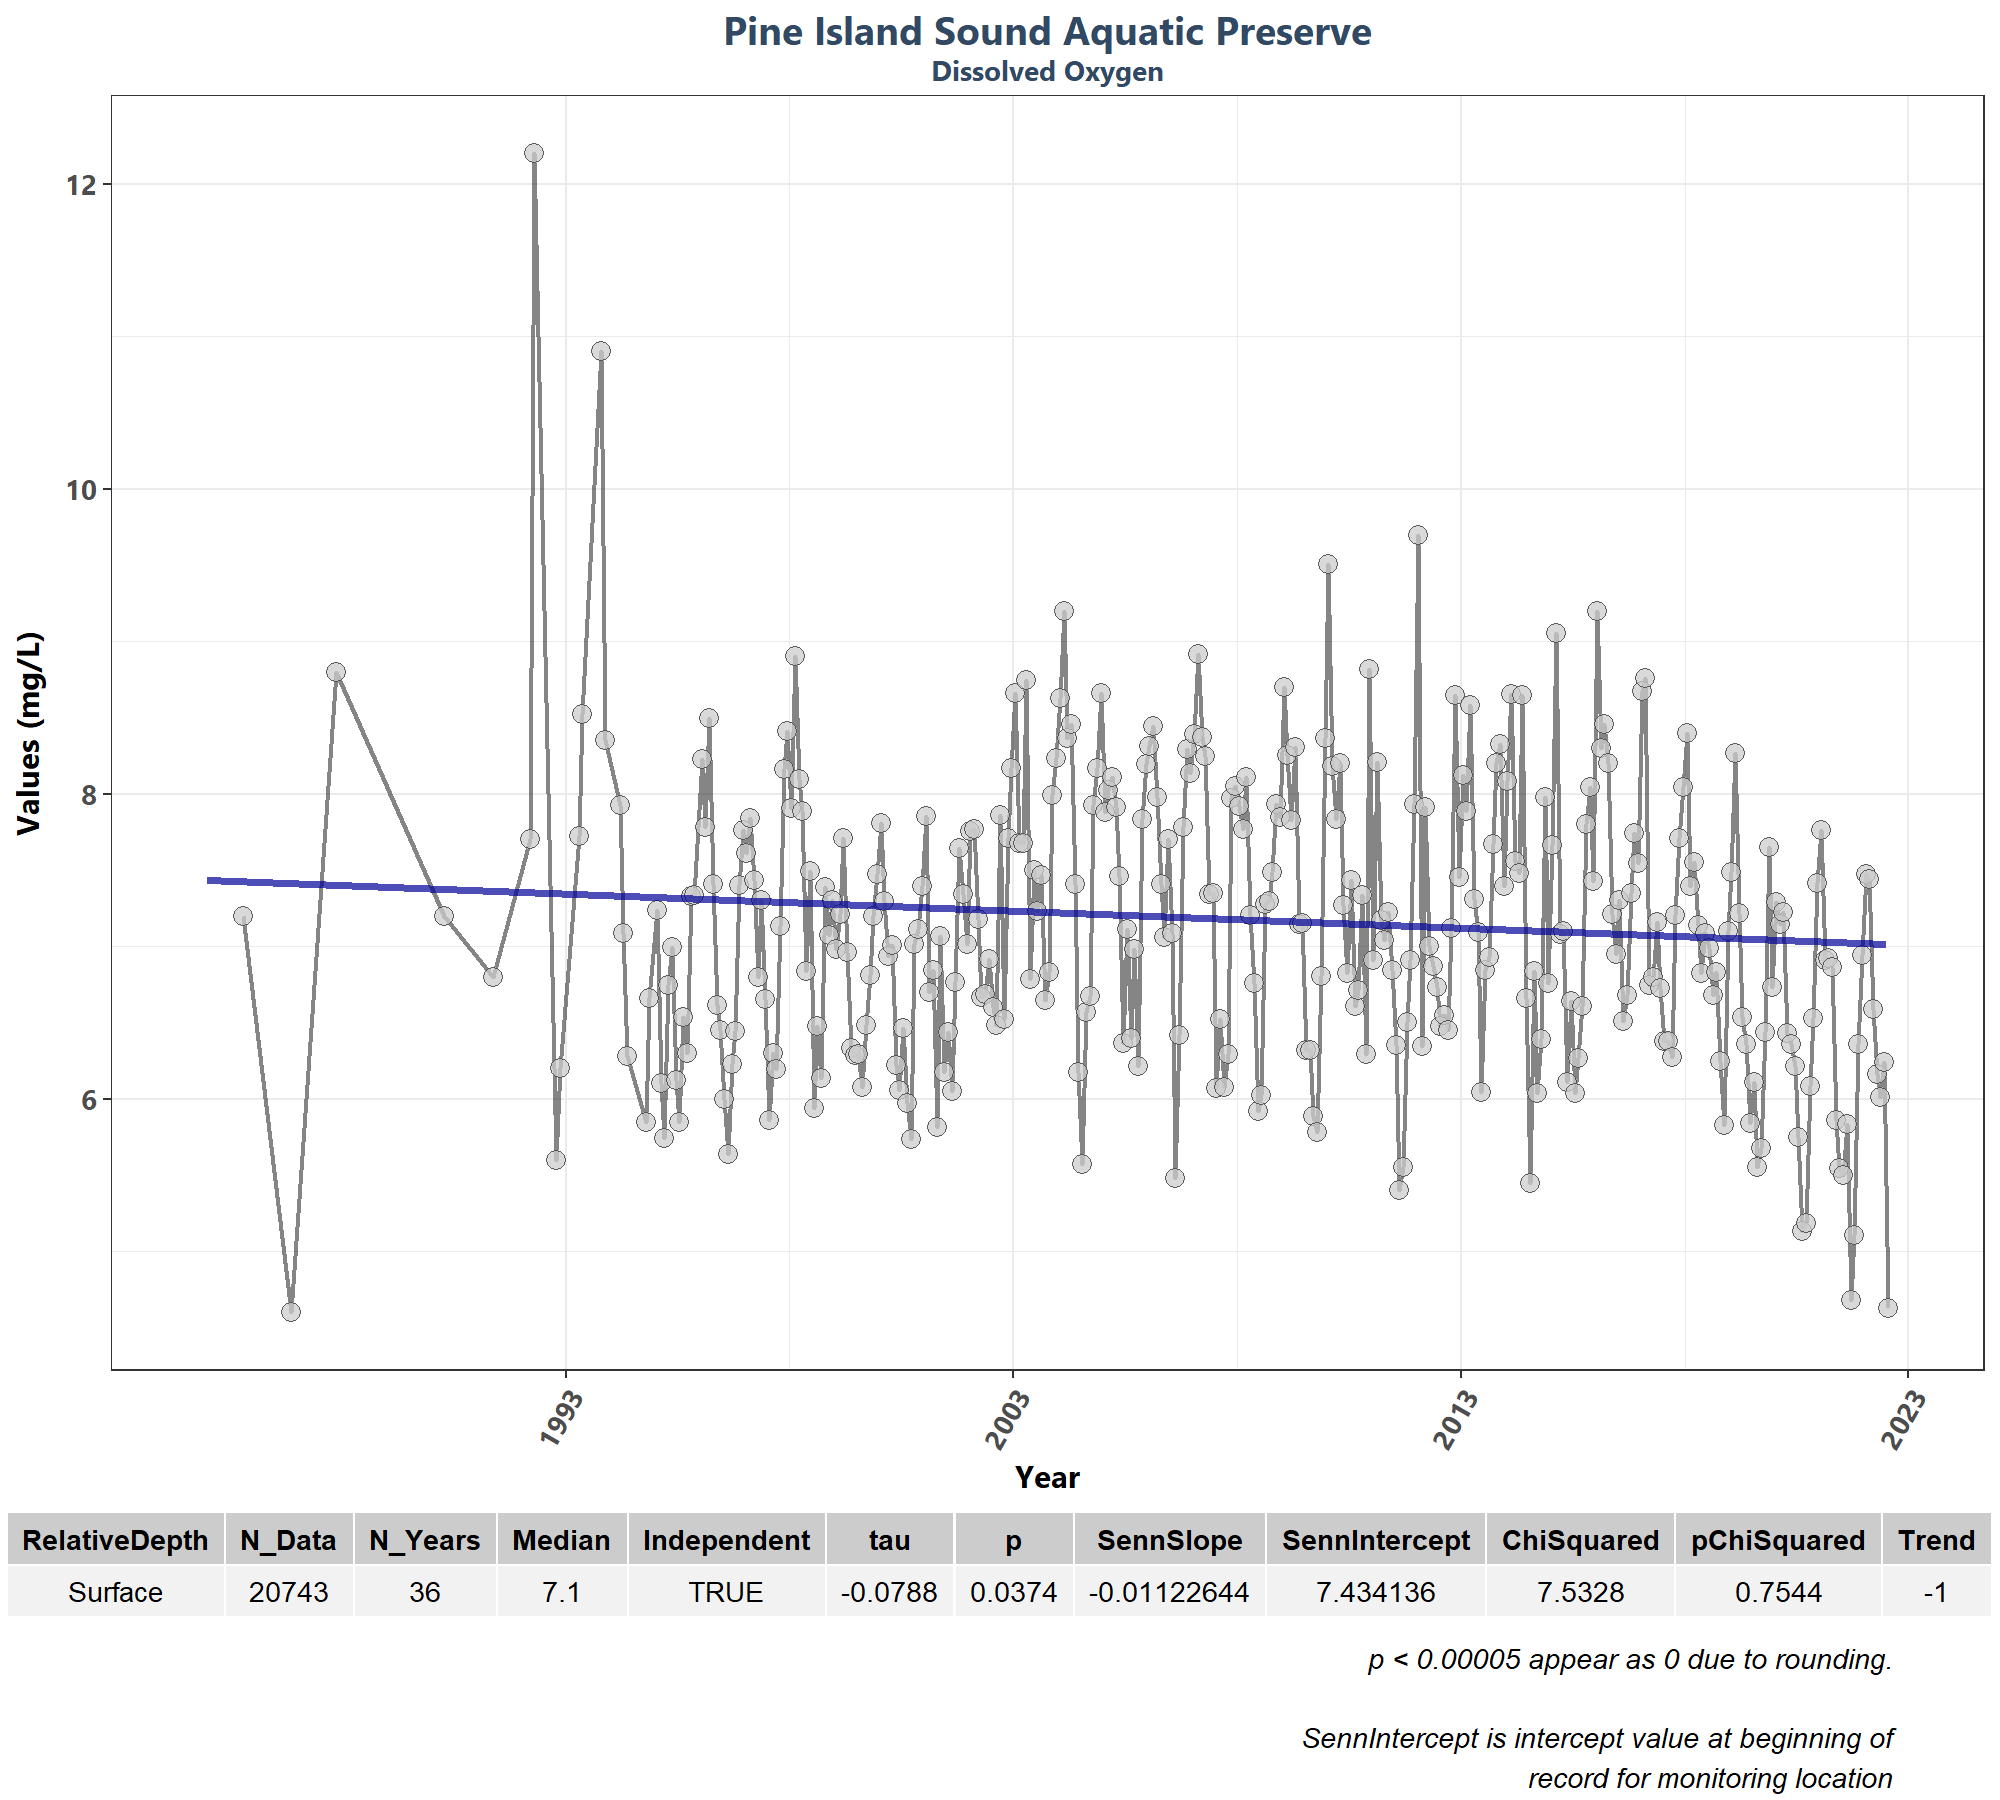 Pine Island Sound Aquatic Preserve
Dissolved Oxygen
Values (mg/L)
12
10
8
6
1993
2003
2013
2023
Year
RelativeDepth N_Data N_Years Median Independent tau p SennSlope SennIntercept ChiSquared pChiSquared Trend
Surface 20743 36 7.1 TRUE -0.0788 0.0374 -0.01122644 7.434136 7.5328 0.7544 -1
p < 0.00005 appear as 0 due to rounding.
SennIntercept is intercept value at beginning of
record for monitoring location